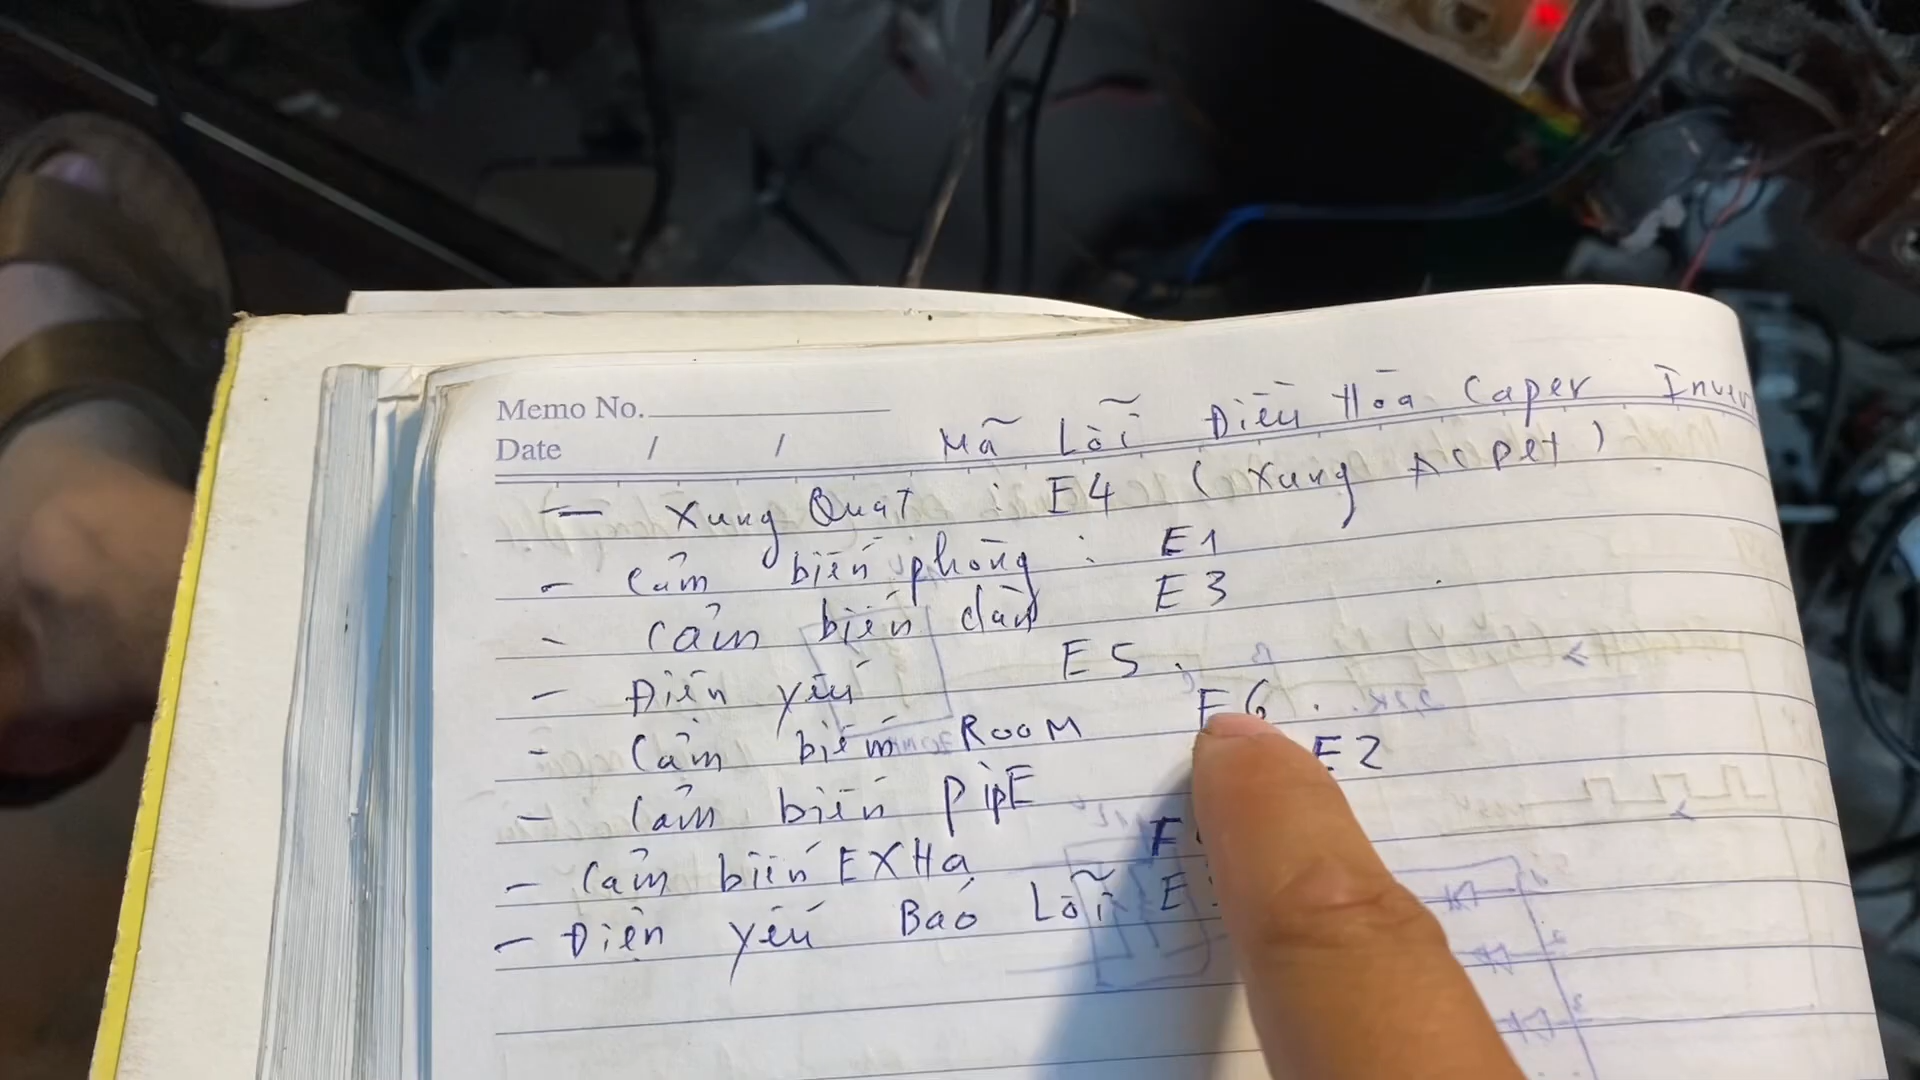 Memo No.
Date / /
Mã Lỗi Điều Hòa Caper Inver
- Xung Quạt : E4 ( Xung Acpet )
- Cảm biến phòng : E1
- Cảm biến dàn E3
- Điện yếu E5.
- Cảm biến ROOM F6.
- Cảm biến PipE E2
- Cảm biến EXHa F
- Điện yếu Báo Lỗi E